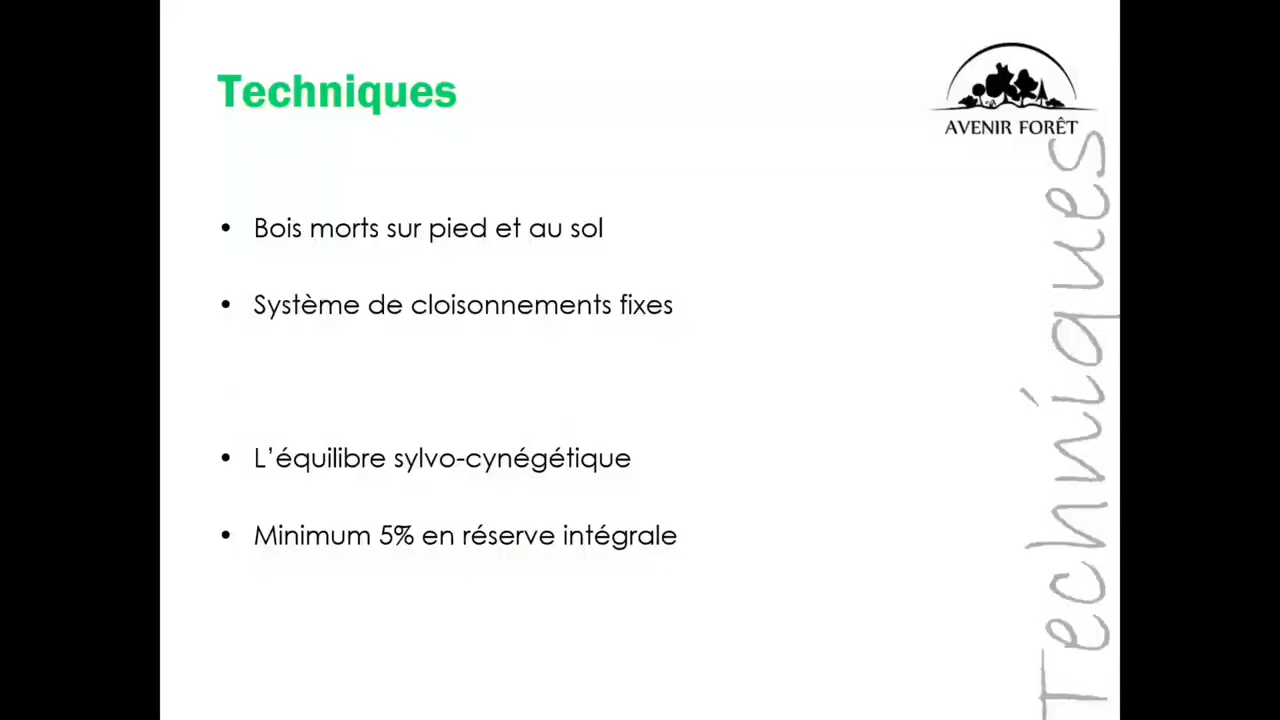 Techniques
AVENIR FORÊT
• Bois morts sur pied et au sol
• Système de cloisonnements fixes
• L'équilibre sylvo-cynégétique
• Minimum 5% en réserve intégrale
Techniques